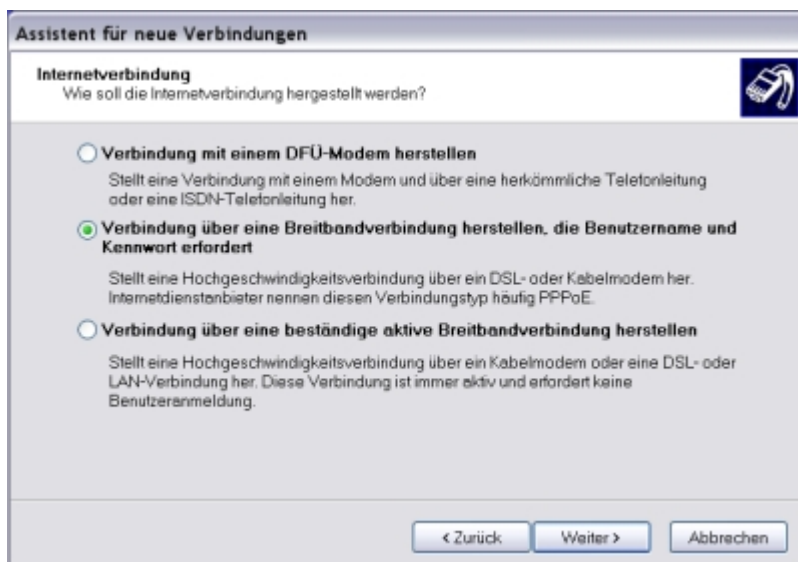 Assistent für neue Verbindungen
Internetverbindung
Wie soll die Internetverbindung hergestellt werden?
Verbindung mit einem DFÜ-Modem herstellen
Stellt eine Verbindung mit einem Modem und über eine herkömmliche Telefonleitung
oder eine ISDN-Telefonleitung her.
Verbindung über eine Breitbandverbindung herstellen, die Benutzername und
Kennwort erfordert
Stellt eine Hochgeschwindigkeitsverbindung über ein DSL- oder Kabelmodem her.
Internetdienstanbieter nennen diesen Verbindungstyp häufig PPPoE.
Verbindung über eine beständige aktive Breitbandverbindung herstellen
Stellt eine Hochgeschwindigkeitsverbindung über ein Kabelmodem oder eine DSL- oder
LAN-Verbindung her. Diese Verbindung ist immer aktiv und erfordert keine
Benutzeranmeldung.
< Zurück Weiter > Abbrechen